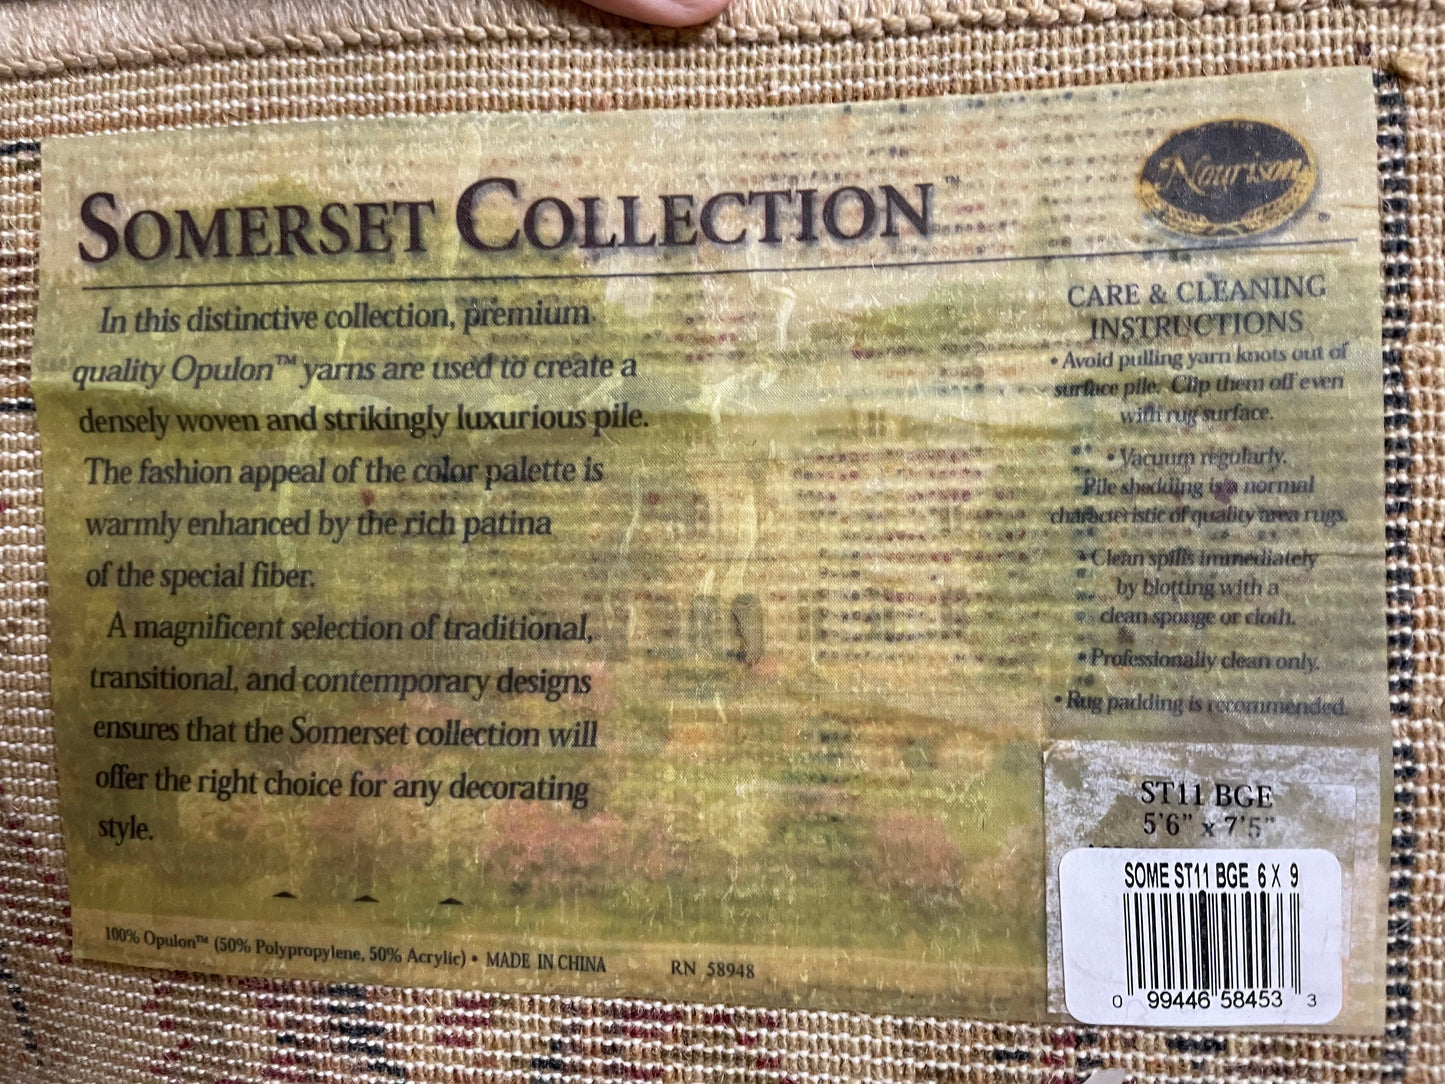 SOMERSET COLLECTION™
Nourison®
In this distinctive collection, premium
quality Opulon™ yarns are used to create a
densely woven and strikingly luxurious pile.
The fashion appeal of the color palette is
warmly enhanced by the rich patina
of the special fiber.
A magnificent selection of traditional,
transitional, and contemporary designs
ensures that the Somerset collection will
offer the right choice for any decorating
style.
100% Opulon™ (50% Polypropylene, 50% Acrylic) • MADE IN CHINA RN 58948
CARE & CLEANING
INSTRUCTIONS
• Avoid pulling yarn knots out of
surface pile. Clip them off even
with rug surface.
• Vacuum regularly.
Pile shedding is a normal
characteristic of quality area rugs.
• Clean spills immediately
by blotting with a
clean sponge or cloth.
• Professionally clean only.
• Rug padding is recommended.
ST11 BGE
5'6" x 7'5"
SOME ST11 BGE 6 X 9
0 99446 58453 3